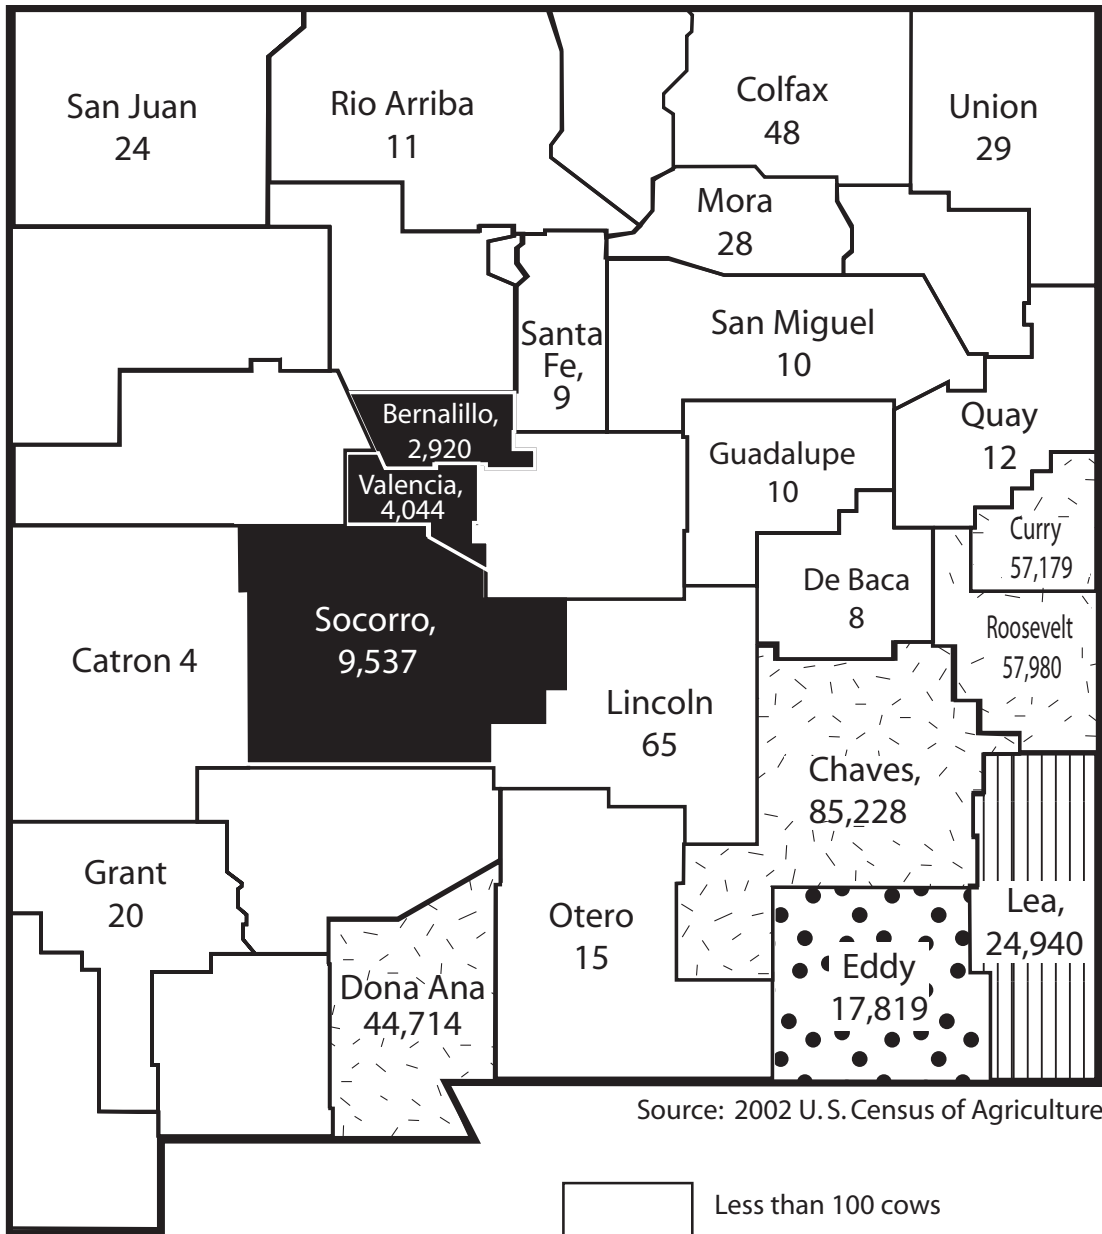 San Juan
24
Rio Arriba
11
Colfax
48
Union
29
Mora
28
Santa
Fe,
9
San Miguel
10
Bernalillo,
2,920
Quay
12
Guadalupe
10
Valencia,
4,044
Curry
57,179
De Baca
8
Socorro,
9,537
Roosevelt
57,980
Catron 4
Lincoln
65
Chaves,
85,228
Grant
20
Otero
15
Lea,
24,940
Eddy
17,819
Dona Ana
44,714
Source: 2002 U.S. Census of Agriculture
Less than 100 cows